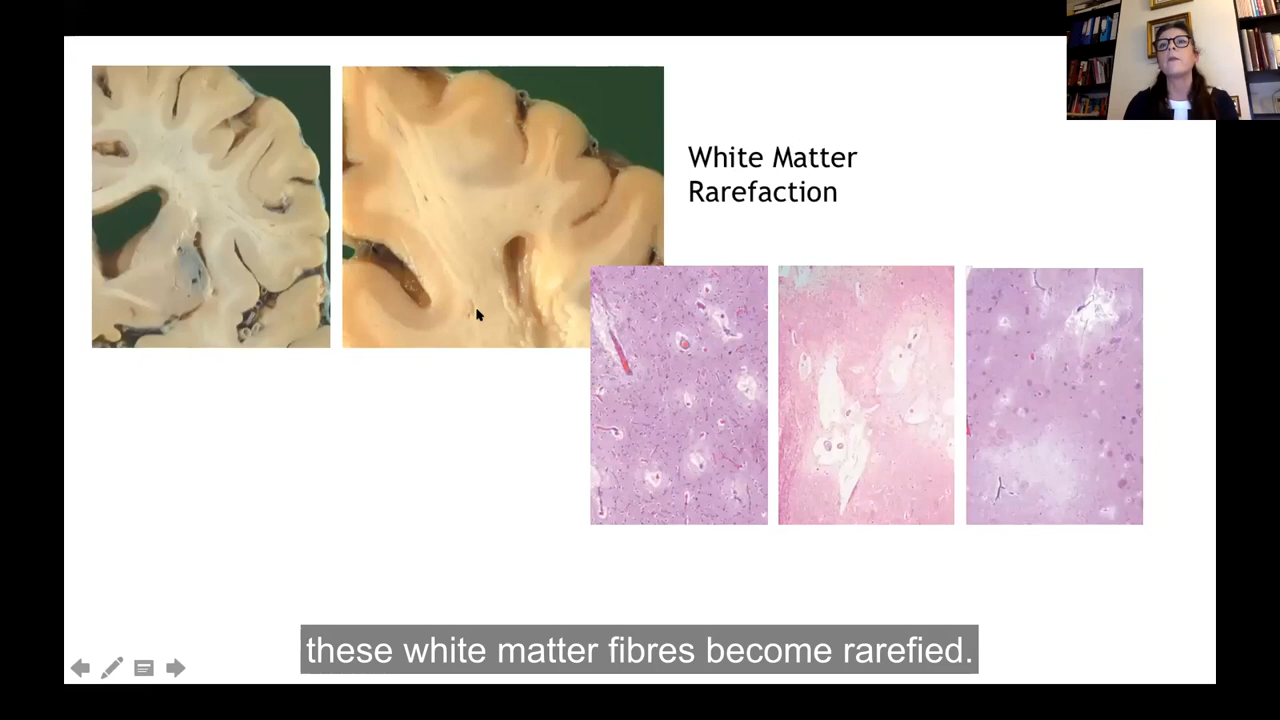 White Matter
Rarefaction
these white matter fibres become rarefied.